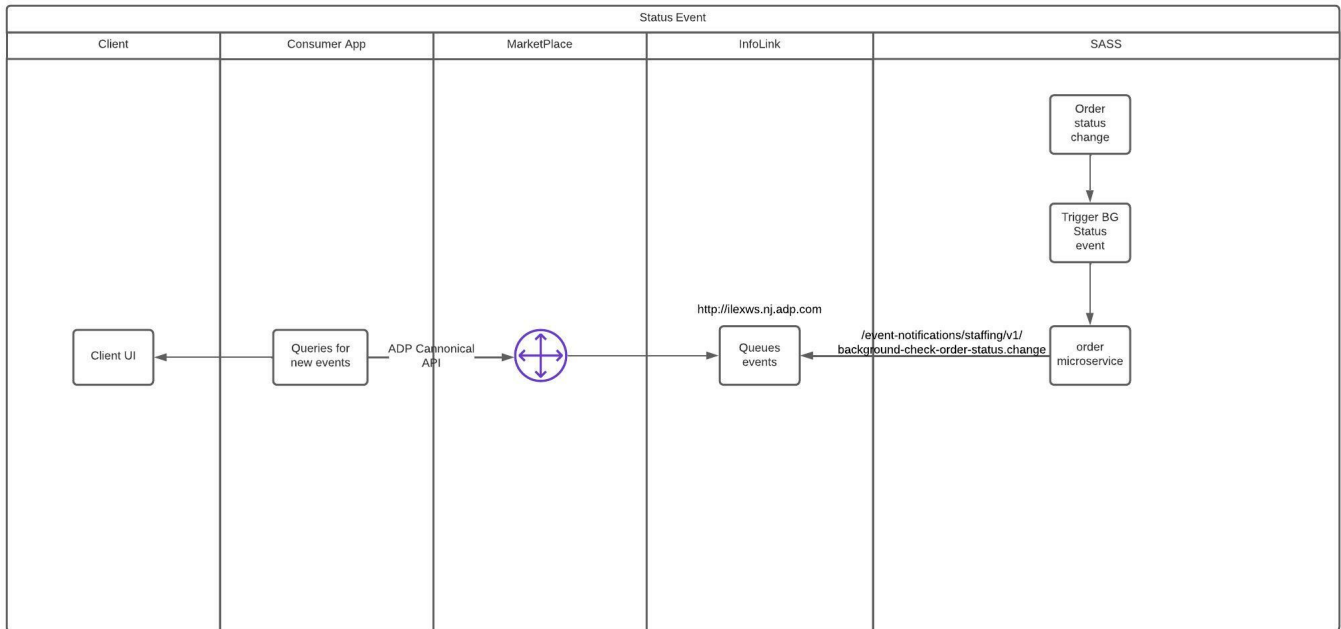 Status Event
Client
Consumer App
MarketPlace
InfoLink
SASS
Order
status
change
Trigger BG
Status
event
http://ilexws.nj.adp.com
Client UI
Queries for
new events
ADP Cannonical
API
Queues
events
/event-notifications/staffing/v1/
background-check-order-status.change
order
microservice